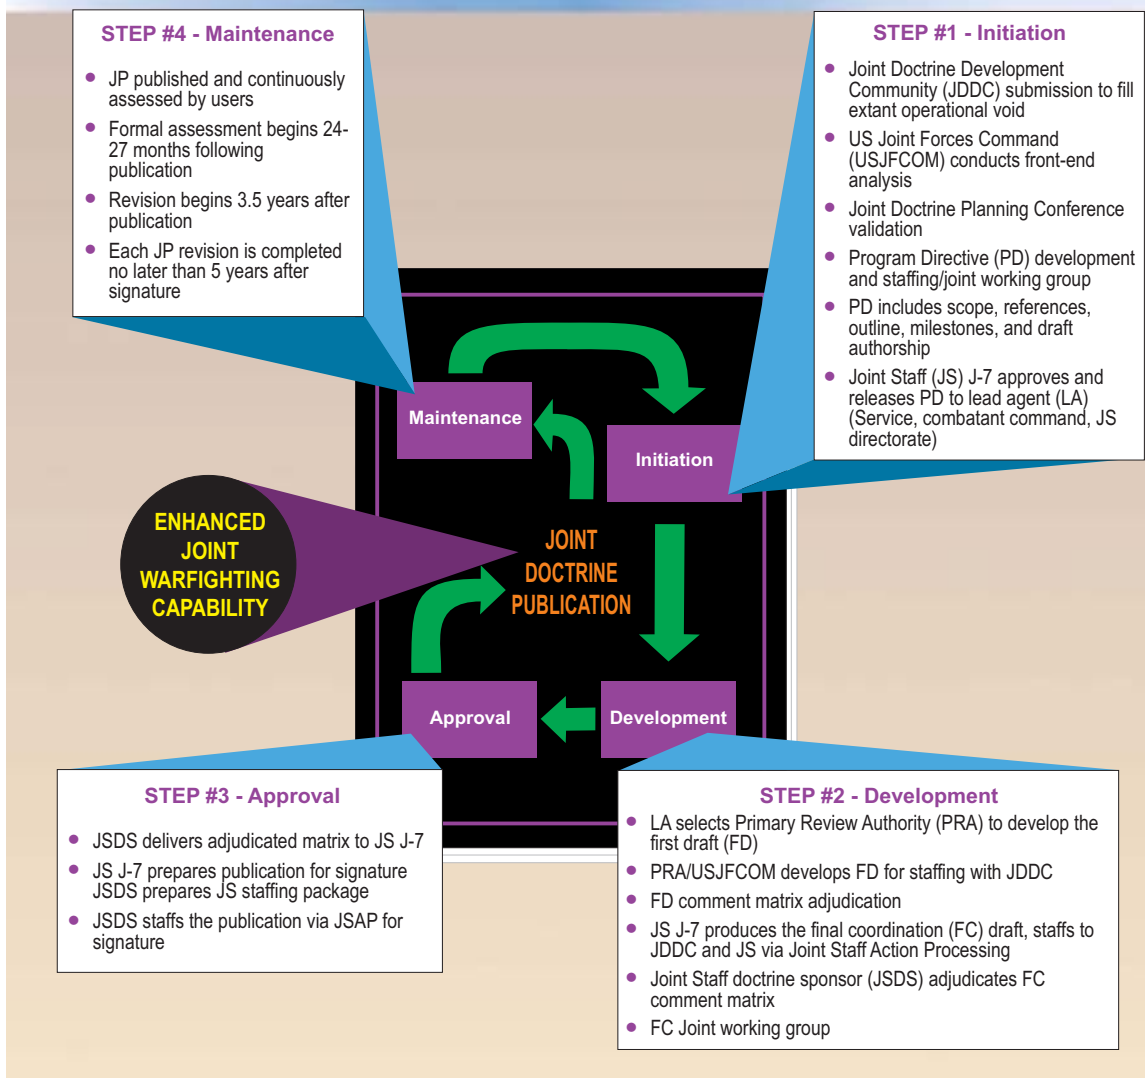 STEP #4 - Maintenance
• JP published and continuously
assessed by users
• Formal assessment begins 24-
27 months following
publication
• Revision begins 3.5 years after
publication
• Each JP revision is completed
no later than 5 years after
signature
STEP #1 - Initiation
• Joint Doctrine Development
Community (JDDC) submission to fill
extant operational void
• US Joint Forces Command
(USJFCOM) conducts front-end
analysis
• Joint Doctrine Planning Conference
validation
• Program Directive (PD) development
and staffing/joint working group
• PD includes scope, references,
outline, milestones, and draft
authorship
• Joint Staff (JS) J-7 approves and
releases PD to lead agent (LA)
(Service, combatant command, JS
directorate)
Maintenance
Initiation
ENHANCED
JOINT
WARFIGHTING
CAPABILITY
JOINT
DOCTRINE
PUBLICATION
Approval
Development
STEP #3 - Approval
• JSDS delivers adjudicated matrix to JS J-7
• JS J-7 prepares publication for signature
JSDS prepares JS staffing package
• JSDS staffs the publication via JSAP for
signature
STEP #2 - Development
• LA selects Primary Review Authority (PRA) to develop the
first draft (FD)
• PRA/USJFCOM develops FD for staffing with JDDC
• FD comment matrix adjudication
• JS J-7 produces the final coordination (FC) draft, staffs to
JDDC and JS via Joint Staff Action Processing
• Joint Staff doctrine sponsor (JSDS) adjudicates FC
comment matrix
• FC Joint working group